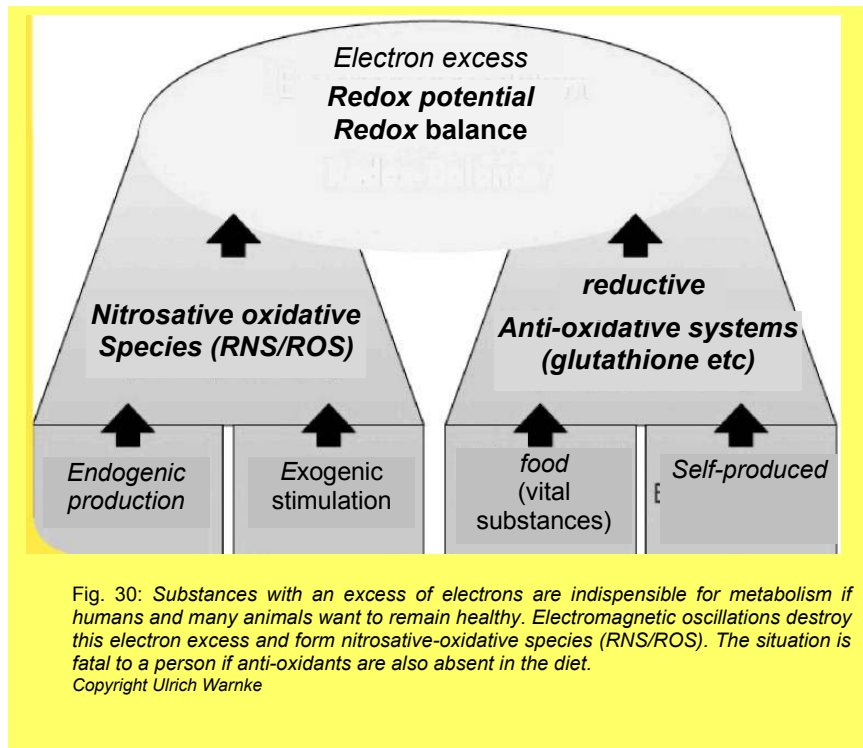 Electron excess
Redox potential
Redox balance
Nitrosative oxidative
Species (RNS/ROS)
reductive
Anti-oxidative systems
(glutathione etc)
Endogenic
production
Exogenic
stimulation
food
(vital
substances)
Self-produced
E
Fig. 30: Substances with an excess of electrons are indispensible for metabolism if
humans and many animals want to remain healthy. Electromagnetic oscillations destroy
this electron excess and form nitrosative-oxidative species (RNS/ROS). The situation is
fatal to a person if anti-oxidants are also absent in the diet.
Copyright Ulrich Warnke